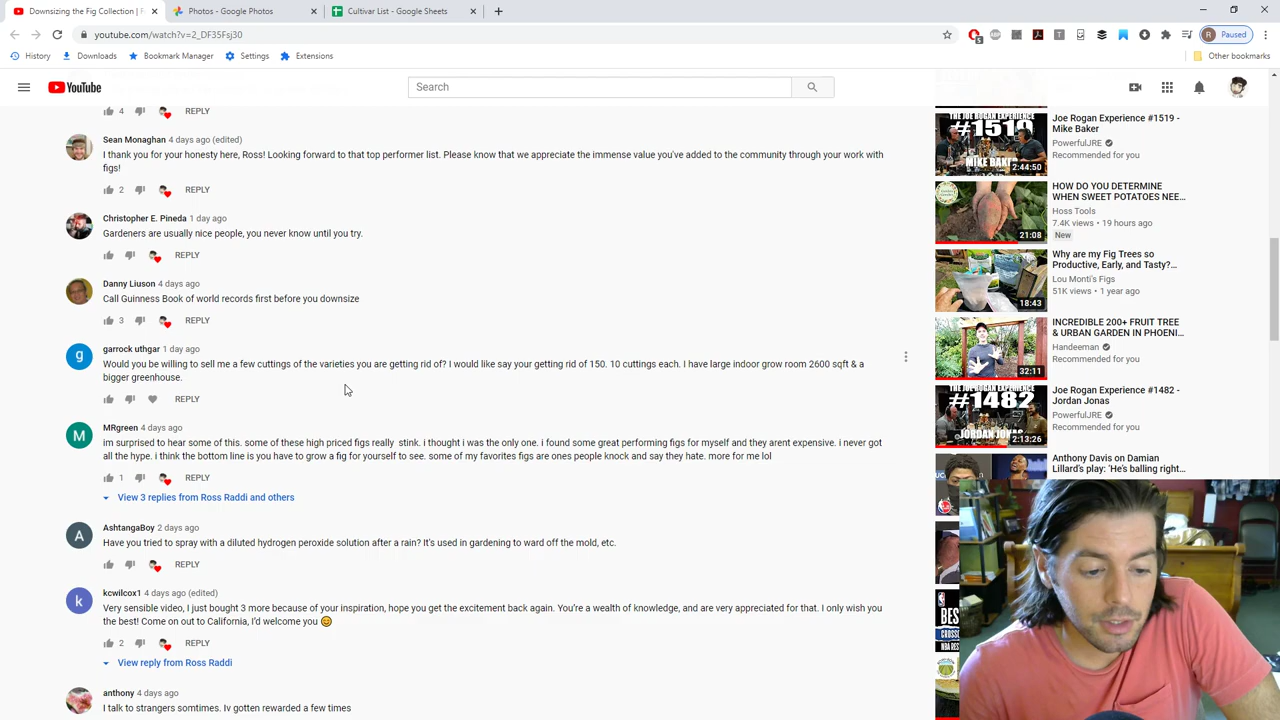 Downsizing the Fig Collection | F
Photos - Google Photos
Cultivar List - Google Sheets
youtube.com/watch?v=2_DF35Fsj30
5
R Paused
History
Downloads
Bookmark Manager
Settings
Extensions
Other bookmarks
YouTube
Search
4 REPLY
Sean Monaghan 4 days ago (edited)
I thank you for your honesty here, Ross! Looking forward to that top performer list. Please know that we appreciate the immense value you've added to the community through your work with
figs!
2 REPLY
Christopher E. Pineda 1 day ago
Gardeners are usually nice people, you never know until you try.
REPLY
Danny Liuson 4 days ago
Call Guinness Book of world records first before you downsize
3 REPLY
g
garrock uthgar 1 day ago
Would you be willing to sell me a few cuttings of the varieties you are getting rid of? I would like say your getting rid of 150. 10 cuttings each. I have large indoor grow room 2600 sqft & a
bigger greenhouse.
REPLY
M
MRgreen 4 days ago
im surprised to hear some of this. some of these high priced figs really stink. i thought i was the only one. i found some great performing figs for myself and they arent expensive. i never got
all the hype. i think the bottom line is you have to grow a fig for yourself to see. some of my favorites figs are ones people knock and say they hate. more for me lol
1 REPLY
View 3 replies from Ross Raddi and others
A
AshtangaBoy 2 days ago
Have you tried to spray with a diluted hydrogen peroxide solution after a rain? It's used in gardening to ward off the mold, etc.
REPLY
k
kcwilcox1 4 days ago (edited)
Very sensible video, I just bought 3 more because of your inspiration, hope you get the excitement back again. You're a wealth of knowledge, and are very appreciated for that. I only wish you
the best! Come on out to California, I'd welcome you 😊
2 REPLY
View reply from Ross Raddi
anthony 4 days ago
I talk to strangers somtimes. Iv gotten rewarded a few times
THE JOE ROGAN EXPERIENCE
#1519
MIKE BAKER
2:44:50
Joe Rogan Experience #1519 -
Mike Baker
PowerfulJRE
Recommended for you
21:08
HOW DO YOU DETERMINE
WHEN SWEET POTATOES NEE...
Hoss Tools
7.4K views • 19 hours ago
New
18:43
Why are my Fig Trees so
Productive, Early, and Tasty?...
Lou Monti's Figs
51K views • 1 year ago
32:11
INCREDIBLE 200+ FRUIT TREE
& URBAN GARDEN IN PHOENI...
Handeeman
Recommended for you
THE JOE ROGAN EXPERIENCE
#1482
JORDAN JONAS
2:13:26
Joe Rogan Experience #1482 -
Jordan Jonas
PowerfulJRE
Recommended for you
Anthony Davis on Damian
Lillard's play: 'He's balling right...